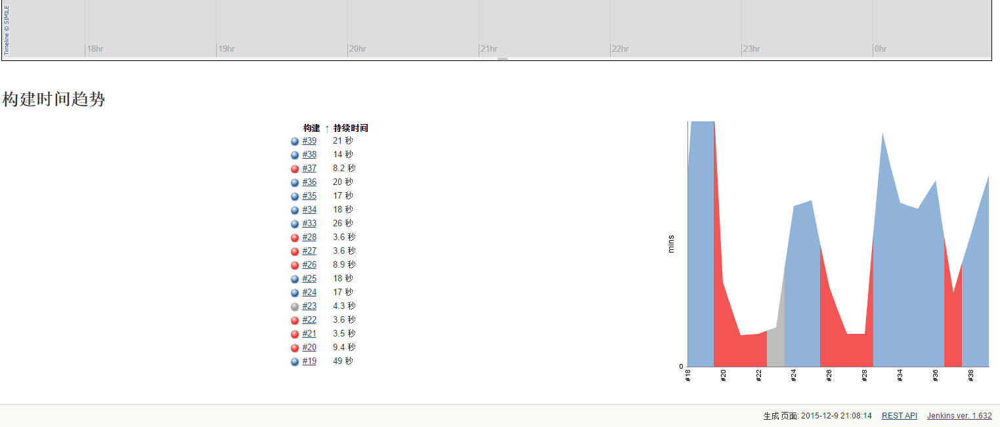 Timeline © SIMILE
18hr 19hr 20hr 21hr 22hr 23hr 0hr
构建时间趋势
构建 ↑ 持续时间
#39 21 秒
#38 14 秒
#37 8.2 秒
#36 20 秒
#35 17 秒
#34 18 秒
#33 26 秒
#28 3.6 秒
#27 3.6 秒
#26 8.9 秒
#25 18 秒
#24 17 秒
#23 4.3 秒
#22 3.6 秒
#21 3.5 秒
#20 9.4 秒
#19 49 秒
mins
0
#18 #20 #22 #24 #26 #28 #34 #36 #38
生成 页面: 2015-12-9 21:08:14 REST API Jenkins ver. 1.632